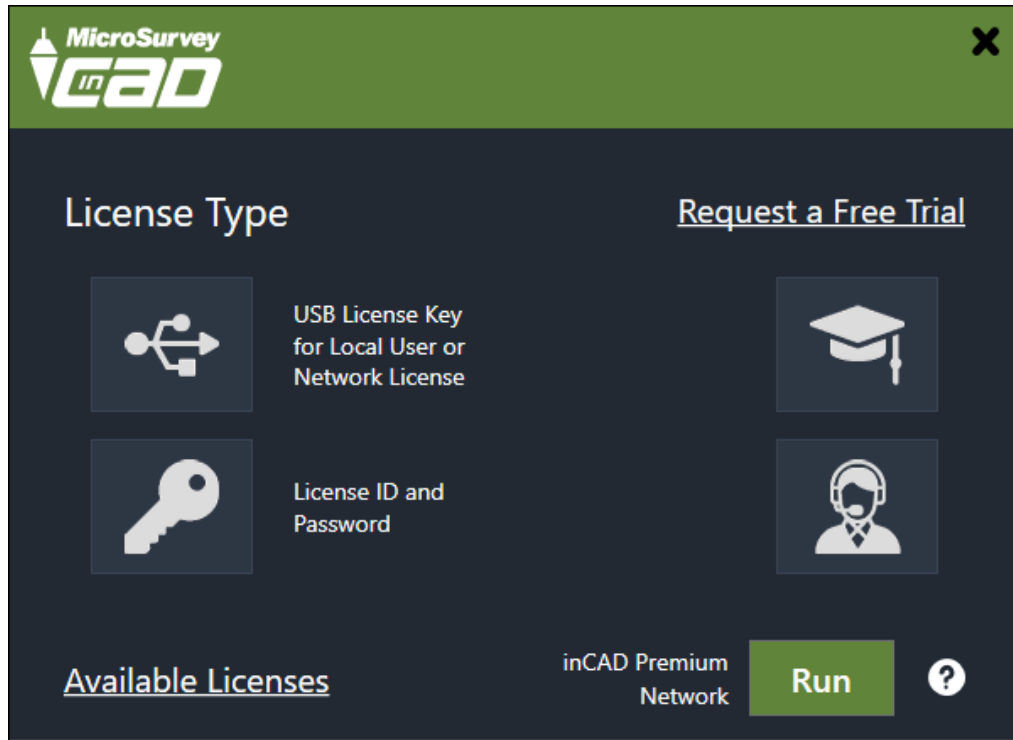 MicroSurvey
inCAD
License Type
Request a Free Trial
USB License Key
for Local User or
Network License
License ID and
Password
Available Licenses
inCAD Premium
Network
Run
?